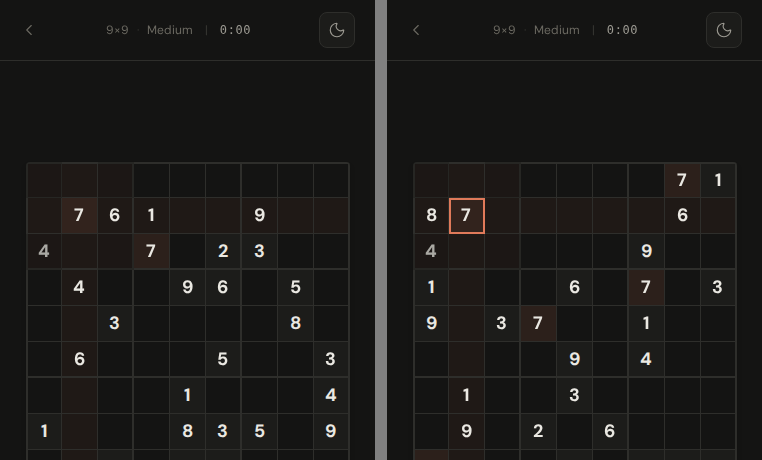 9×9 · Medium | 0:00
7 6 1 9
4 7 2 3
4 9 6 5
3 8
6 5 3
1 4
1 8 3 5 9
9×9 · Medium | 0:00
7 1
8 7 6
4 9
1 6 7 3
9 3 7 1
9 4
1 3
9 2 6